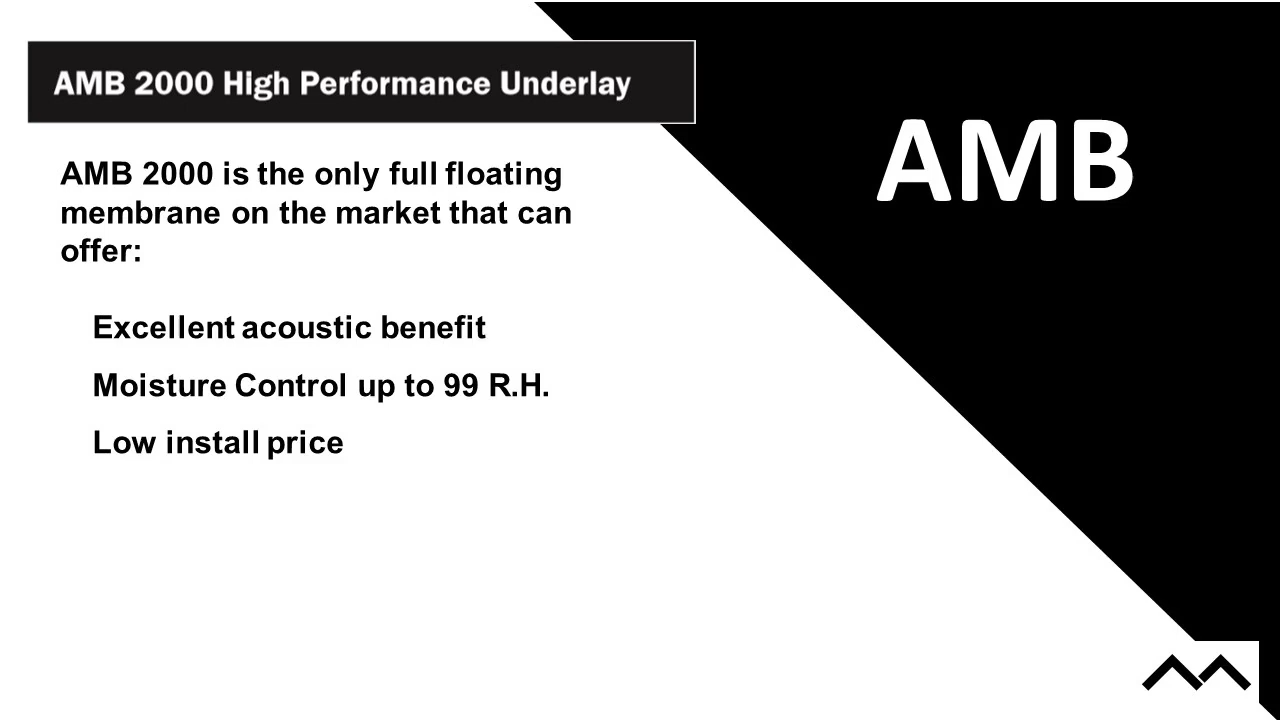 AMB 2000 High Performance Underlay
AMB
AMB 2000 is the only full floating
membrane on the market that can
offer:
Excellent acoustic benefit
Moisture Control up to 99 R.H.
Low install price